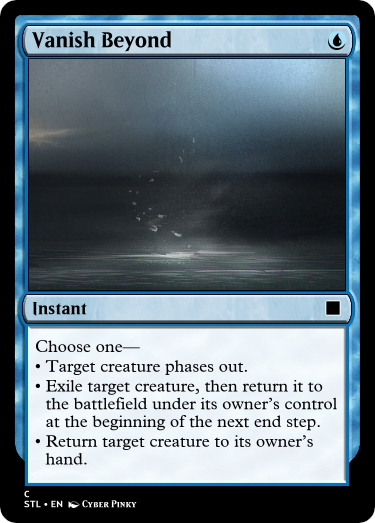 Vanish Beyond
Instant
Choose one—
• Target creature phases out.
• Exile target creature, then return it to
the battlefield under its owner's control
at the beginning of the next end step.
• Return target creature to its owner's
hand.
C
STL • EN Cyber Pinky